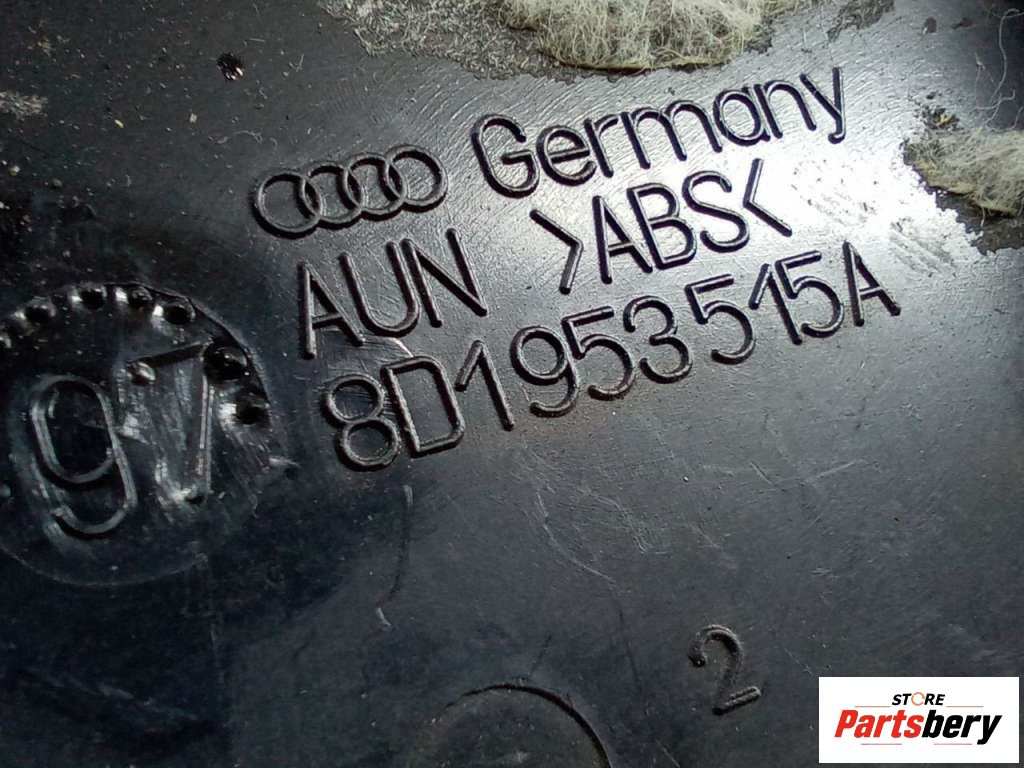 Germany
AUN >ABS<
8D1953515A
97
2
STORE
Partsbery